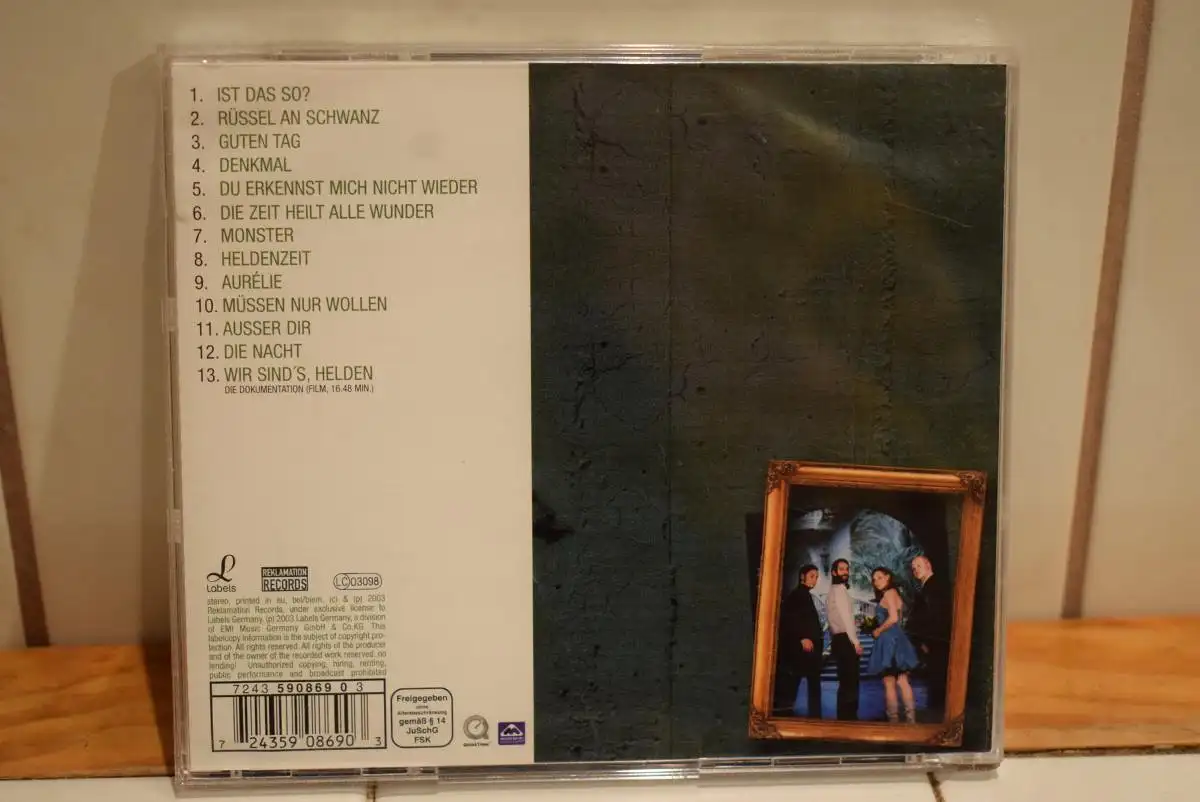 1. IST DAS SO?
2. RÜSSEL AN SCHWANZ
3. GUTEN TAG
4. DENKMAL
5. DU ERKENNST MICH NICHT WIEDER
6. DIE ZEIT HEILT ALLE WUNDER
7. MONSTER
8. HELDENZEIT
9. AURÉLIE
10. MÜSSEN NUR WOLLEN
11. AUSSER DIR
12. DIE NACHT
13. WIR SIND´S, HELDEN
DIE DOKUMENTATION (FILM, 16.48 MIN.)
L
Labels
REKLAMATION
RECORDS
LC 03098
stereo, printed in eu, bel/biem, (c) & (p) 2003
Reklamation Records, under exclusive license to
Labels Germany, (p) 2003 Labels Germany, a division
of EMI Music Germany GmbH & Co.KG. This
labelcopy information is the subject of copyright pro-
tection. All rights reserved. All rights of the producer
and of the owner of the recorded work reserved. no
lending! Unauthorized copying, hiring, renting,
public performance and broadcast prohibited
7243 590869 0 3
7 24359 08690 3
Freigegeben
ohne
Altersbeschränkung
gemäß § 14
JuSchG
FSK
QuickTime